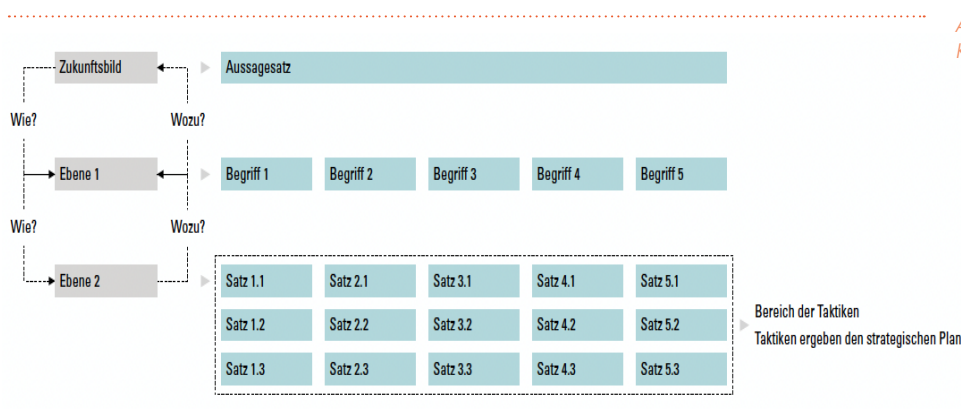 Zukunftsbild
Aussagesatz
Wie?
Wozu?
Ebene 1
Begriff 1
Begriff 2
Begriff 3
Begriff 4
Begriff 5
Wie?
Wozu?
Ebene 2
Satz 1.1
Satz 2.1
Satz 3.1
Satz 4.1
Satz 5.1
Satz 1.2
Satz 2.2
Satz 3.2
Satz 4.2
Satz 5.2
Satz 1.3
Satz 2.3
Satz 3.3
Satz 4.3
Satz 5.3
Bereich der Taktiken
Taktiken ergeben den strategischen Plan